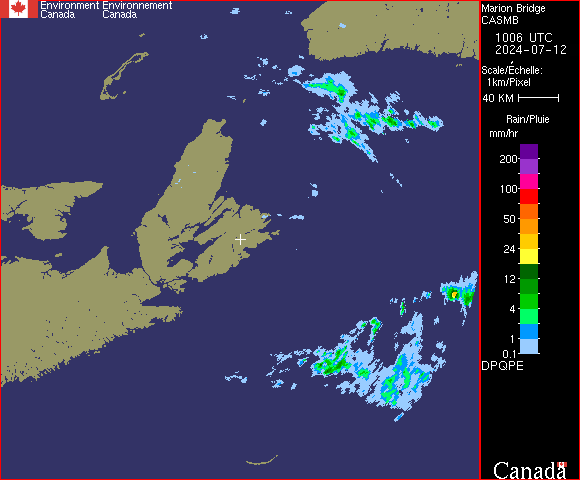 Environment Environnement
Canada Canada
Marion Bridge
CASMB
1006 UTC
2024-07-12
Scale/Échelle:
1km/Pixel
40 KM
Rain/Pluie
mm/hr
200
100
50
24
12
4
1
0.1
DPQPE
Canada